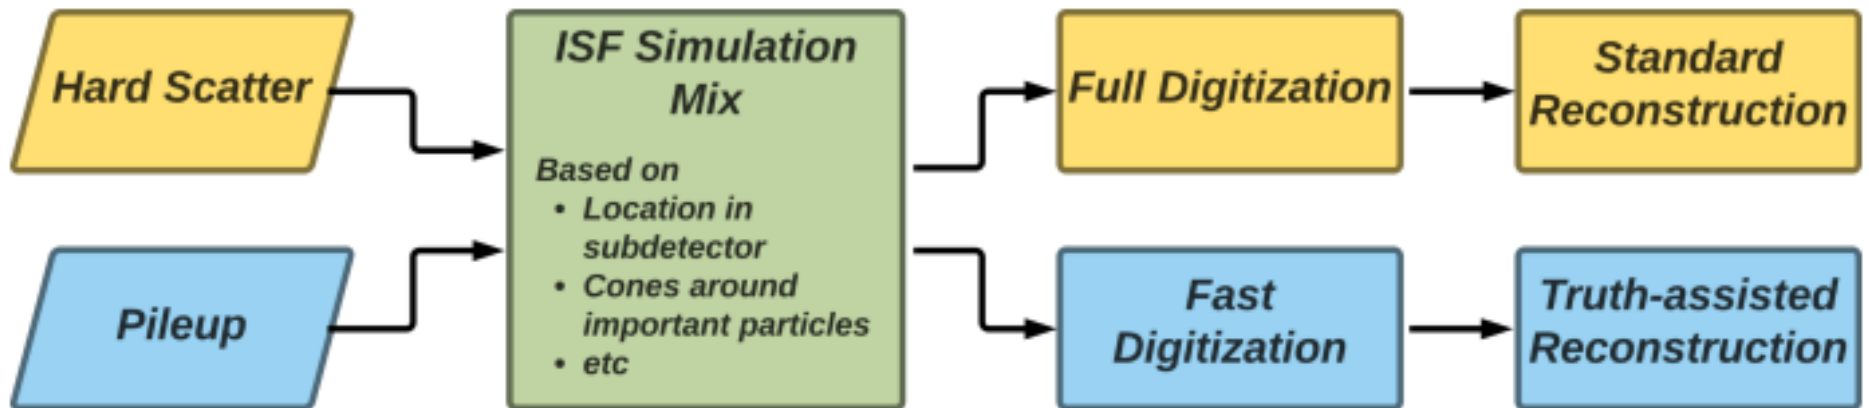 Hard Scatter
Pileup
ISF Simulation
Mix
Based on
• Location in
subdetector
• Cones around
important particles
• etc
Full Digitization
Standard
Reconstruction
Fast
Digitization
Truth-assisted
Reconstruction